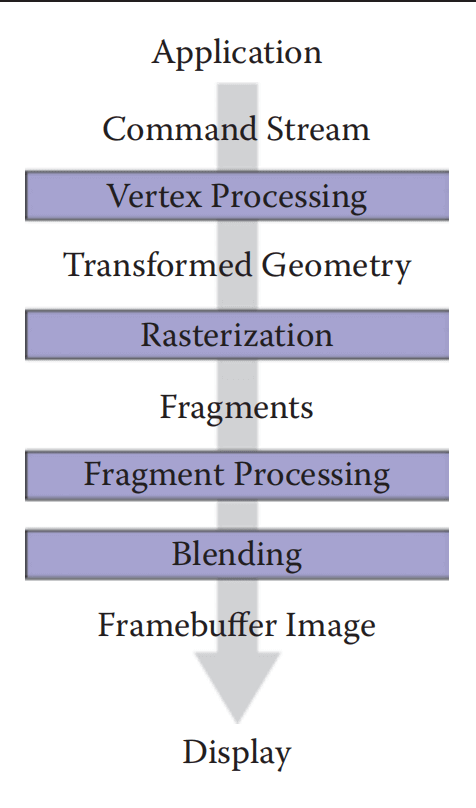 Application
Command Stream
Vertex Processing
Transformed Geometry
Rasterization
Fragments
Fragment Processing
Blending
Framebuffer Image
Display